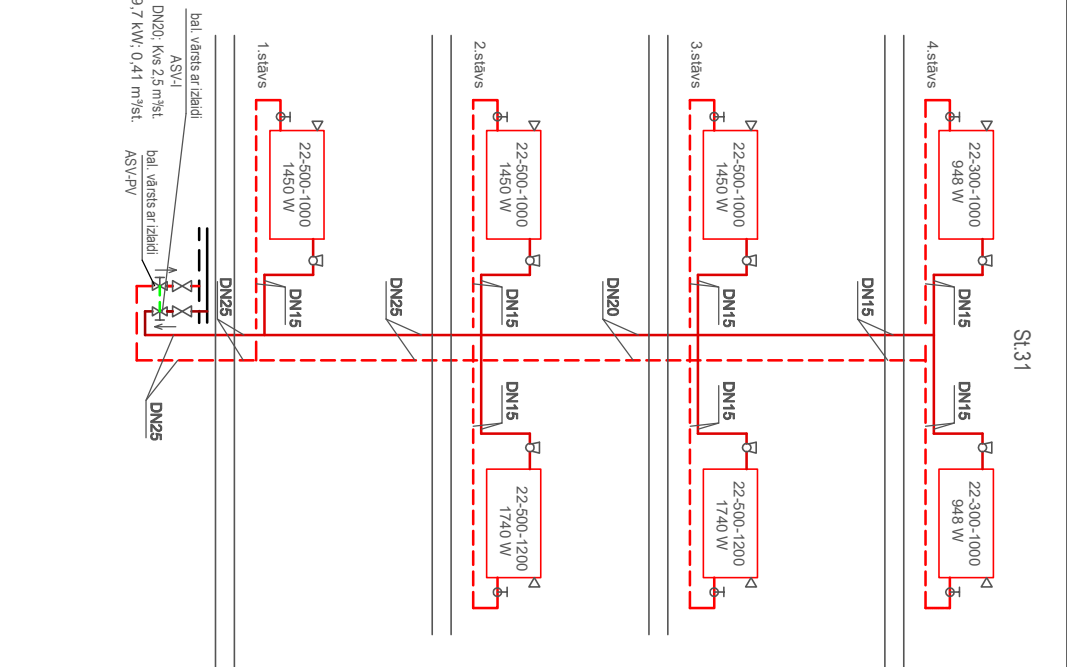 St.31
4.stāvs
22-300-1000
948 W
DN15
DN15
22-300-1000
948 W
DN15
3.stāvs
22-500-1000
1450 W
DN15
DN15
22-500-1200
1740 W
DN20
2.stāvs
22-500-1000
1450 W
DN15
DN15
22-500-1200
1740 W
DN25
1.stāvs
22-500-1000
1450 W
DN15
DN25
bal. vārsts ar izlaidi
ASV-I
DN20; Kvs 2,5 m³/st.
9,7 kW; 0,41 m³/st.
bal. vārsts ar izlaidi
ASV-PV
DN25